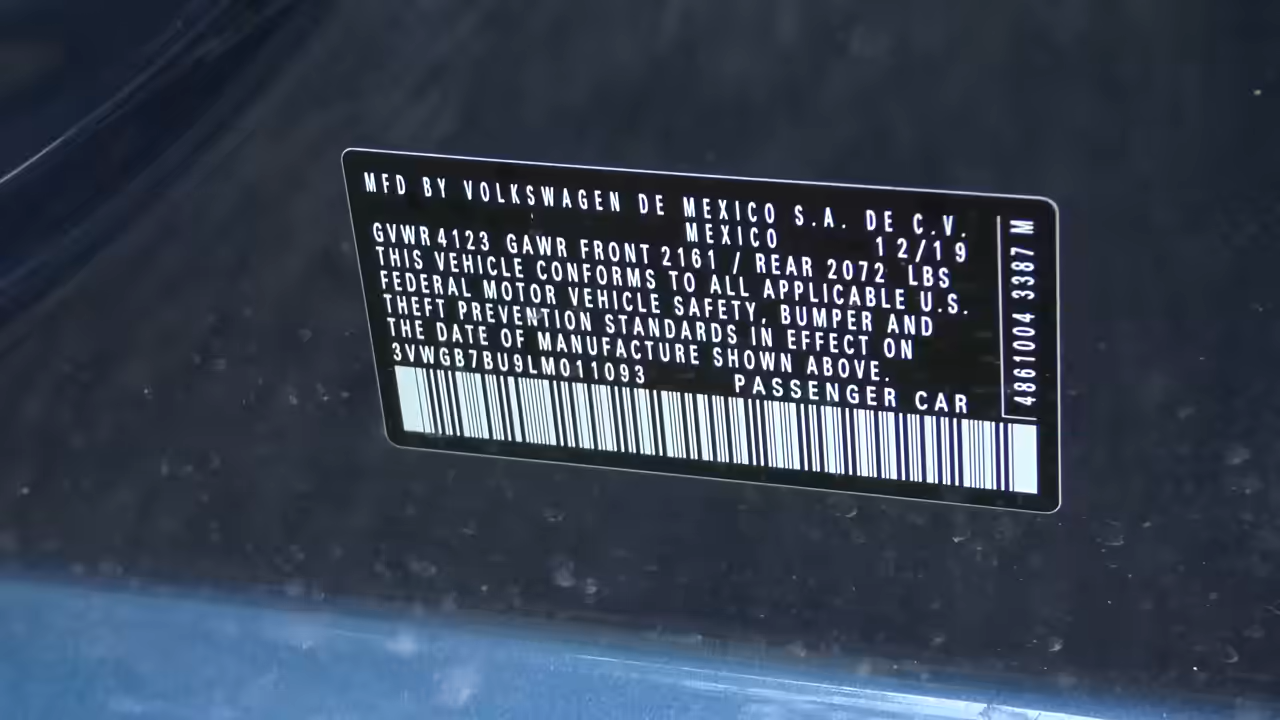 MFD BY VOLKSWAGEN DE MEXICO S.A. DE C.V.
MEXICO 12/19
GVWR 4123 GAWR FRONT 2161 / REAR 2072 LBS
THIS VEHICLE CONFORMS TO ALL APPLICABLE U.S.
FEDERAL MOTOR VEHICLE SAFETY, BUMPER AND
THEFT PREVENTION STANDARDS IN EFFECT ON
THE DATE OF MANUFACTURE SHOWN ABOVE.
3VWGB7BU9LM011093 PASSENGER CAR
4861004 3387 M